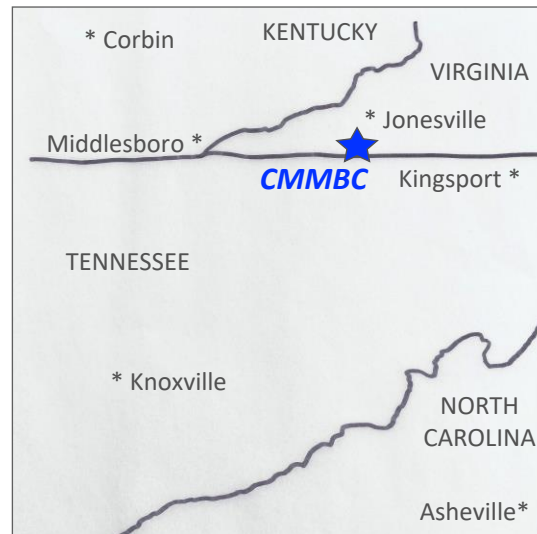 KENTUCKY
* Corbin
VIRGINIA
* Jonesville
Middlesboro *
CMMBC
Kingsport *
TENNESSEE
* Knoxville
NORTH
CAROLINA
Asheville*